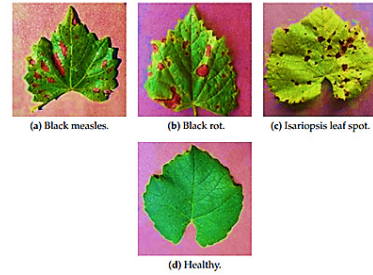 (a) Black measles.
(b) Black rot.
(c) Isariopsis leaf spot.
(d) Healthy.